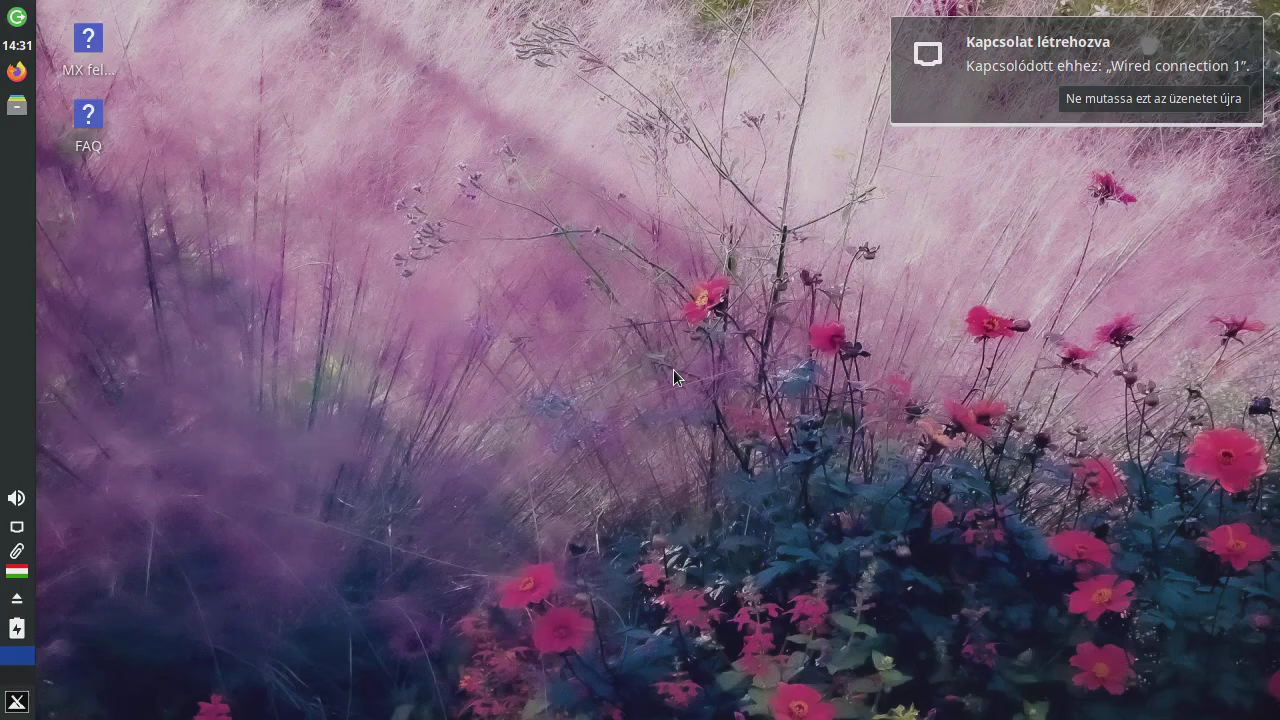 14:31
MX fel...
FAQ
Kapcsolat létrehozva
Kapcsolódott ehhez: „Wired connection 1”.
Ne mutassa ezt az üzenetet újra